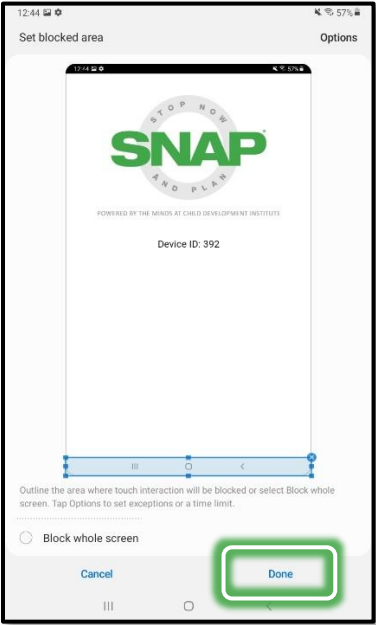 12:44 57%
Set blocked area Options
12:44 57%
STOP NOW
SNAP
AND PLAN
POWERED BY THE MINDS AT CHILD DEVELOPMENT INSTITUTE
Device ID: 392
Outline the area where touch interaction will be blocked or select Block whole
screen. Tap Options to set exceptions or a time limit.
Block whole screen
Cancel Done